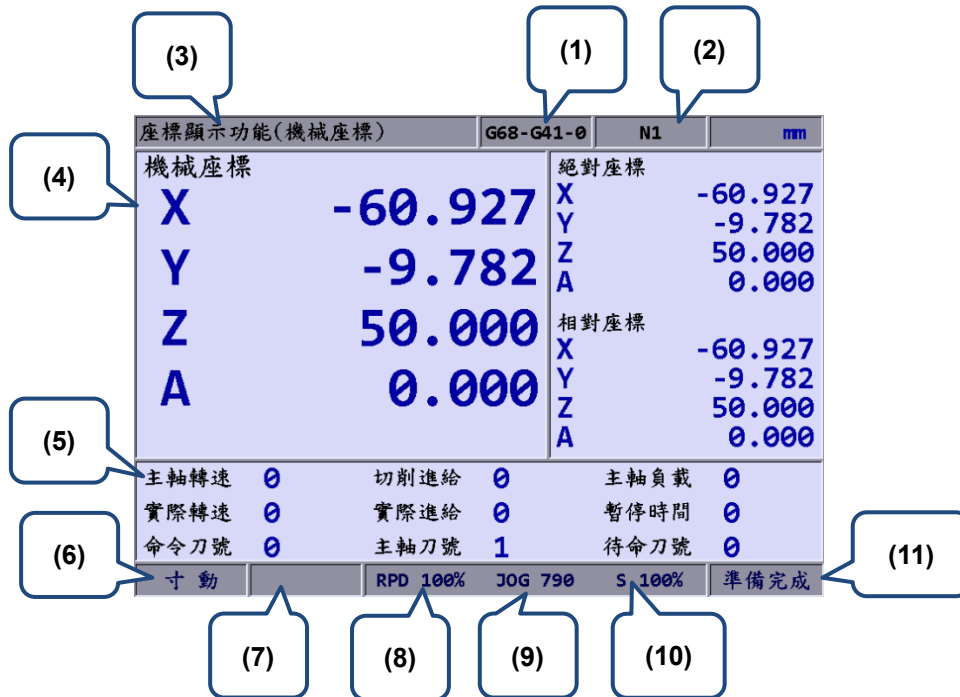 (3)
(1)
(2)
座標顯示功能(機械座標)
G68-G41-0
N1
mm
(4)
機械座標
X -60.927
Y -9.782
Z 50.000
A 0.000
絕對座標
X -60.927
Y -9.782
Z 50.000
A 0.000
相對座標
X -60.927
Y -9.782
Z 50.000
A 0.000
(5)
主軸轉速 0 切削進給 0 主軸負載 0
實際轉速 0 實際進給 0 暫停時間 0
命令刀號 0 主軸刀號 1 待命刀號 0
(6)
(11)
寸動 RPD 100% JOG 790 S 100% 準備完成
(7)
(8)
(9)
(10)